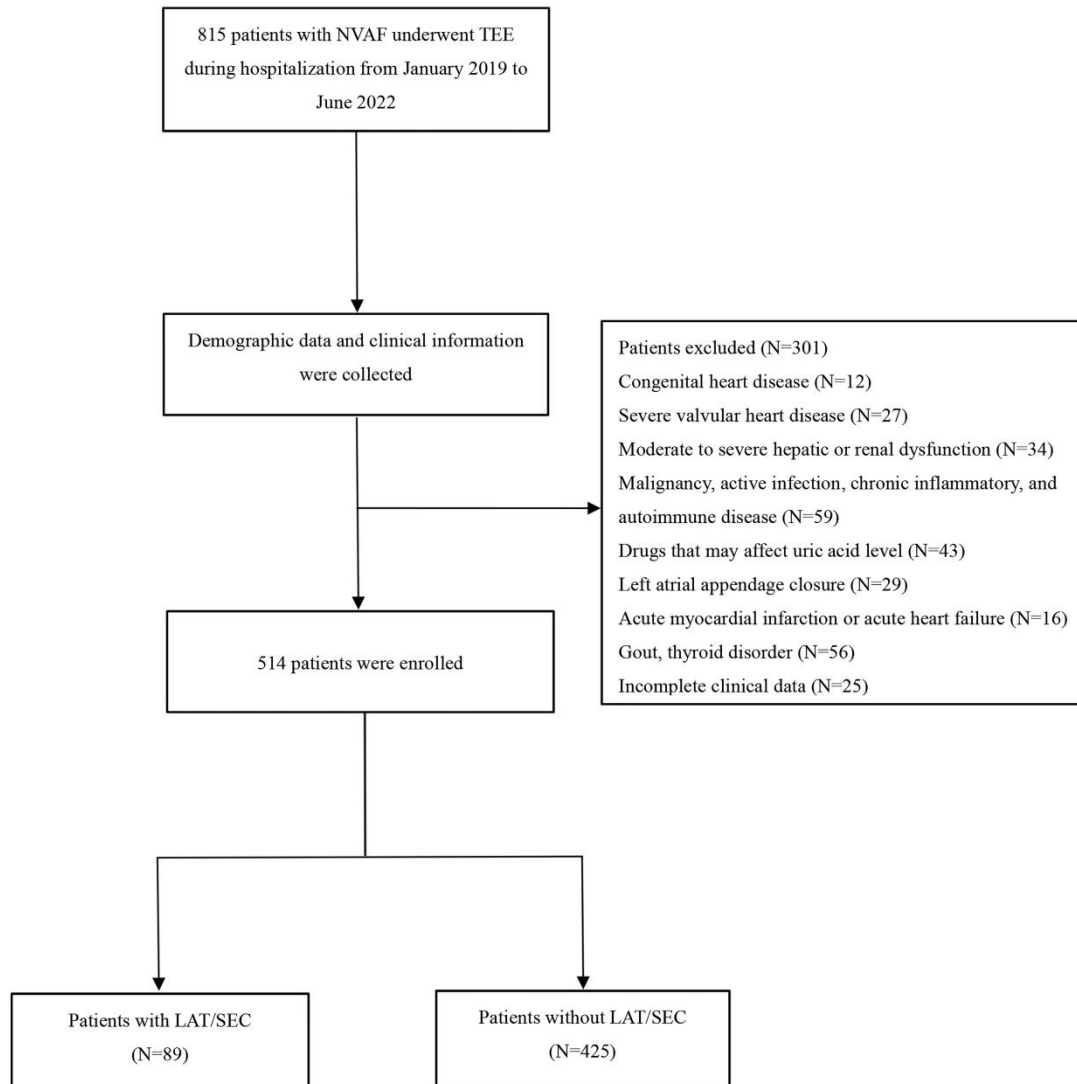 815 patients with NVAF underwent TEE
during hospitalization from January 2019 to
June 2022
Demographic data and clinical information
were collected
Patients excluded (N=301)
Congenital heart disease (N=12)
Severe valvular heart disease (N=27)
Moderate to severe hepatic or renal dysfunction (N=34)
Malignancy, active infection, chronic inflammatory, and
autoimmune disease (N=59)
Drugs that may affect uric acid level (N=43)
Left atrial appendage closure (N=29)
Acute myocardial infarction or acute heart failure (N=16)
Gout, thyroid disorder (N=56)
Incomplete clinical data (N=25)
514 patients were enrolled
Patients with LAT/SEC
(N=89)
Patients without LAT/SEC
(N=425)